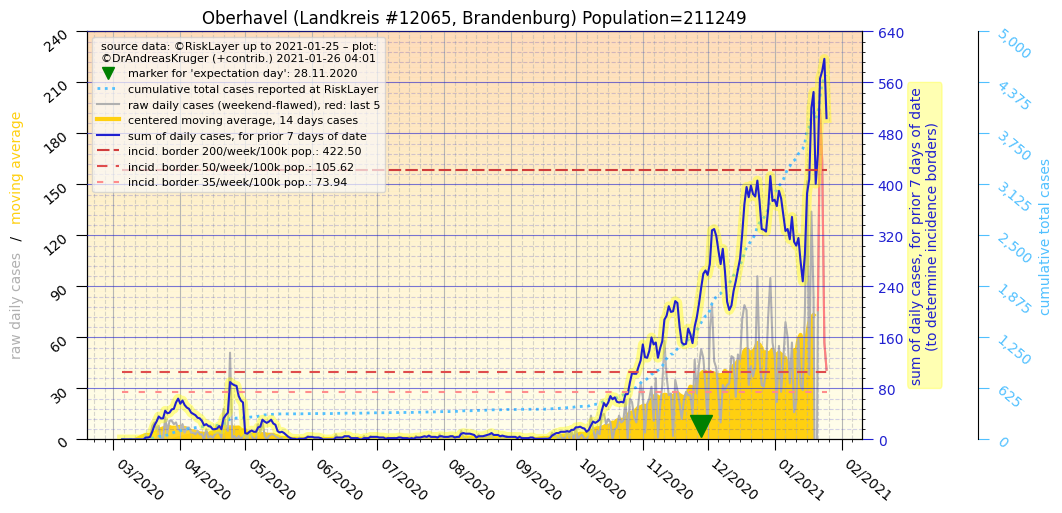 Oberhavel (Landkreis #12065, Brandenburg) Population=211249
source data: ©RiskLayer up to 2021-01-25 – plot:
©DrAndreasKruger (+contrib.) 2021-01-26 04:01
marker for 'expectation day': 28.11.2020
cumulative total cases reported at RiskLayer
raw daily cases (weekend-flawed), red: last 5
centered moving average, 14 days cases
sum of daily cases, for prior 7 days of date
incid. border 200/week/100k pop.: 422.50
incid. border 50/week/100k pop.: 105.62
incid. border 35/week/100k pop.: 73.94
raw daily cases / moving average
240
210
180
150
120
90
60
30
0
03/2020
04/2020
05/2020
06/2020
07/2020
08/2020
09/2020
10/2020
11/2020
12/2020
01/2021
02/2021
640
560
480
400
320
240
160
80
0
sum of daily cases, for prior 7 days of date
(to determine incidence borders)
5,000
4,375
3,750
3,125
2,500
1,875
1,250
625
0
cumulative total cases